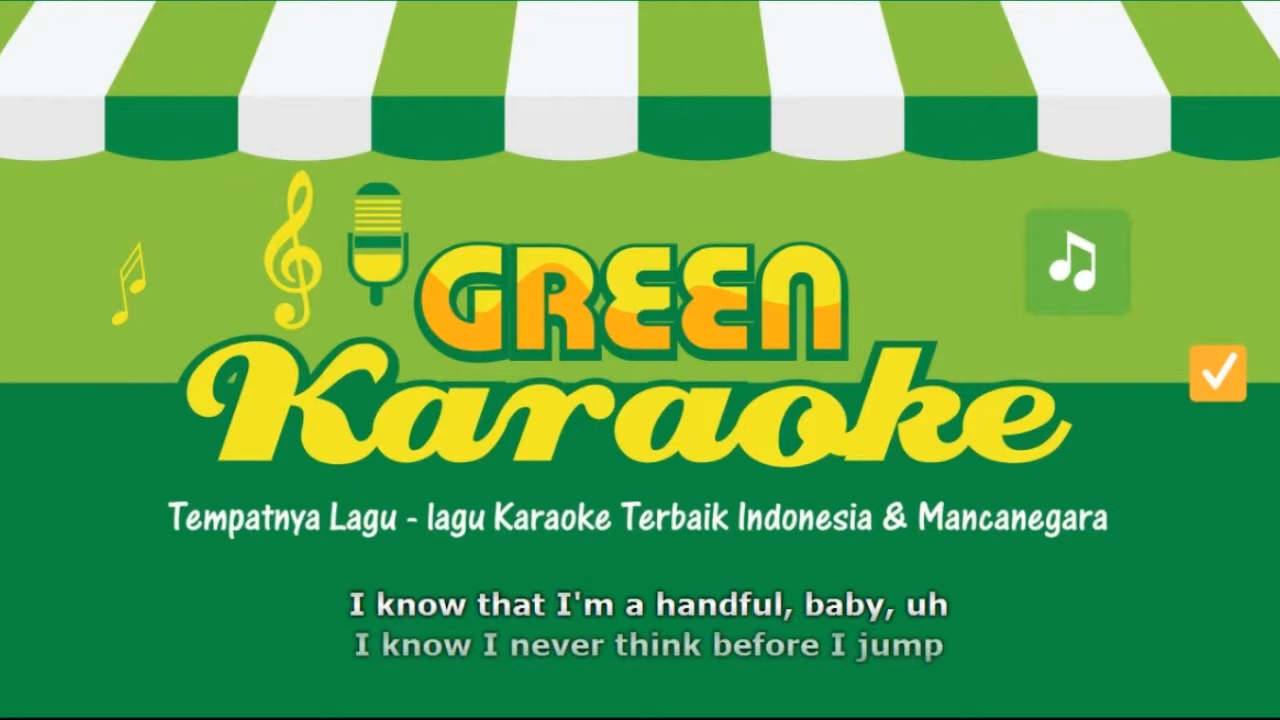 GREEN
Karaoke
Tempatnya Lagu - lagu Karaoke Terbaik Indonesia & Mancanegara
I know that I'm a handful, baby, uh
I know I never think before I jump